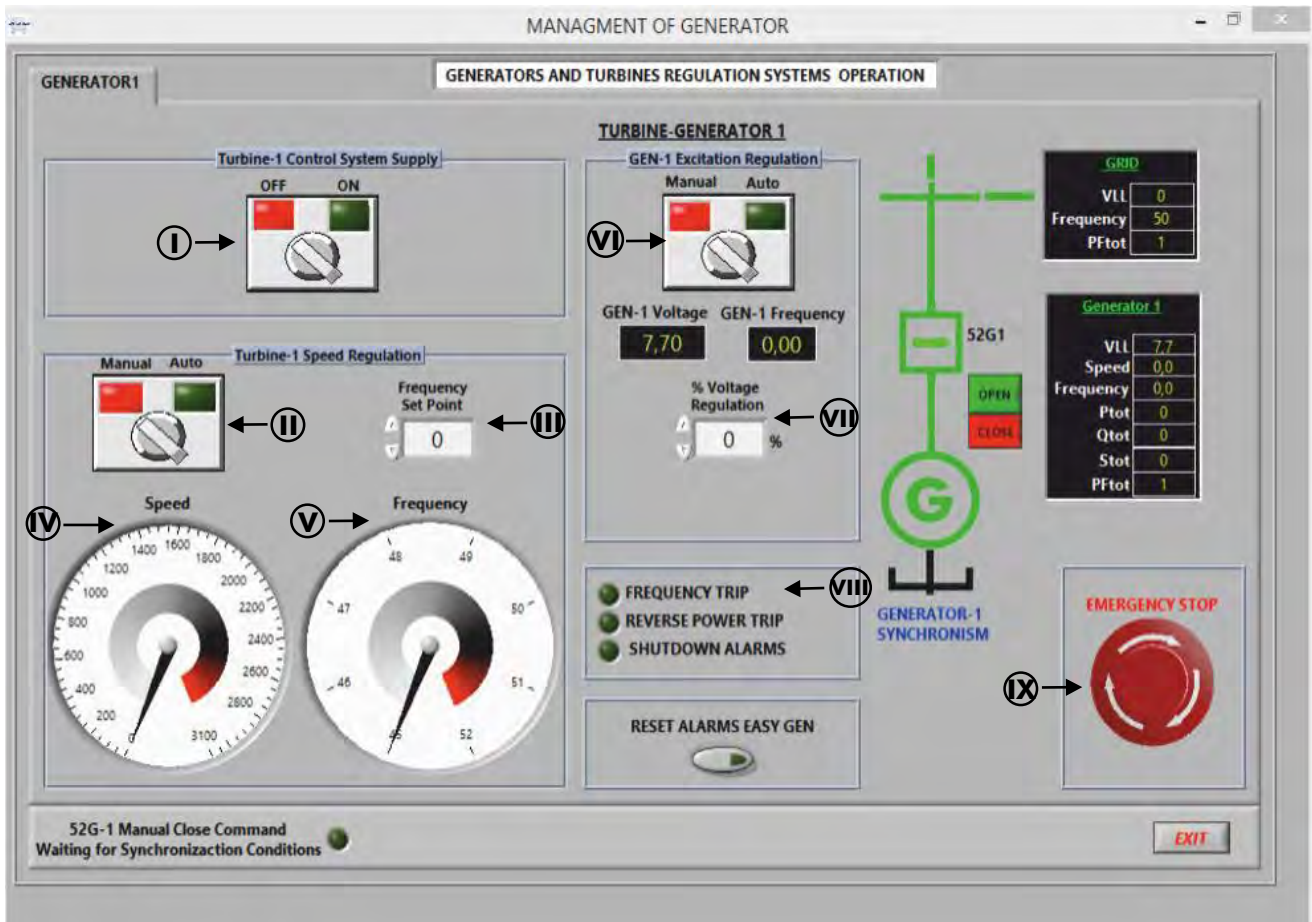 MANAGMENT OF GENERATOR
GENERATOR1
GENERATORS AND TURBINES REGULATION SYSTEMS OPERATION
TURBINE-GENERATOR 1
Turbine-1 Control System Supply
OFF ON
I
Turbine-1 Speed Regulation
Manual Auto
II
Frequency
Set Point
0
III
Speed
IV
0
200
400
600
800
1000
1200
1400
1600
1800
2000
2200
2400
2600
2800
3100
Frequency
V
45
46
47
48
49
50
51
52
GEN-1 Excitation Regulation
Manual Auto
VI
GEN-1 Voltage GEN-1 Frequency
7,70 0,00
% Voltage
Regulation
0 %
VII
FREQUENCY TRIP
VIII
REVERSE POWER TRIP
SHUTDOWN ALARMS
RESET ALARMS EASY GEN
52G1
OPEN
CLOSE
G
GENERATOR-1
SYNCHRONISM
GRID
VLL 0
Frequency 50
PFtot 1
Generator 1
VLL 7,7
Speed 0,0
Frequency 0,0
Ptot 0
Qtot 0
Stot 0
PFtot 1
EMERGENCY STOP
IX
52G-1 Manual Close Command
Waiting for Synchronizaction Conditions
EXIT